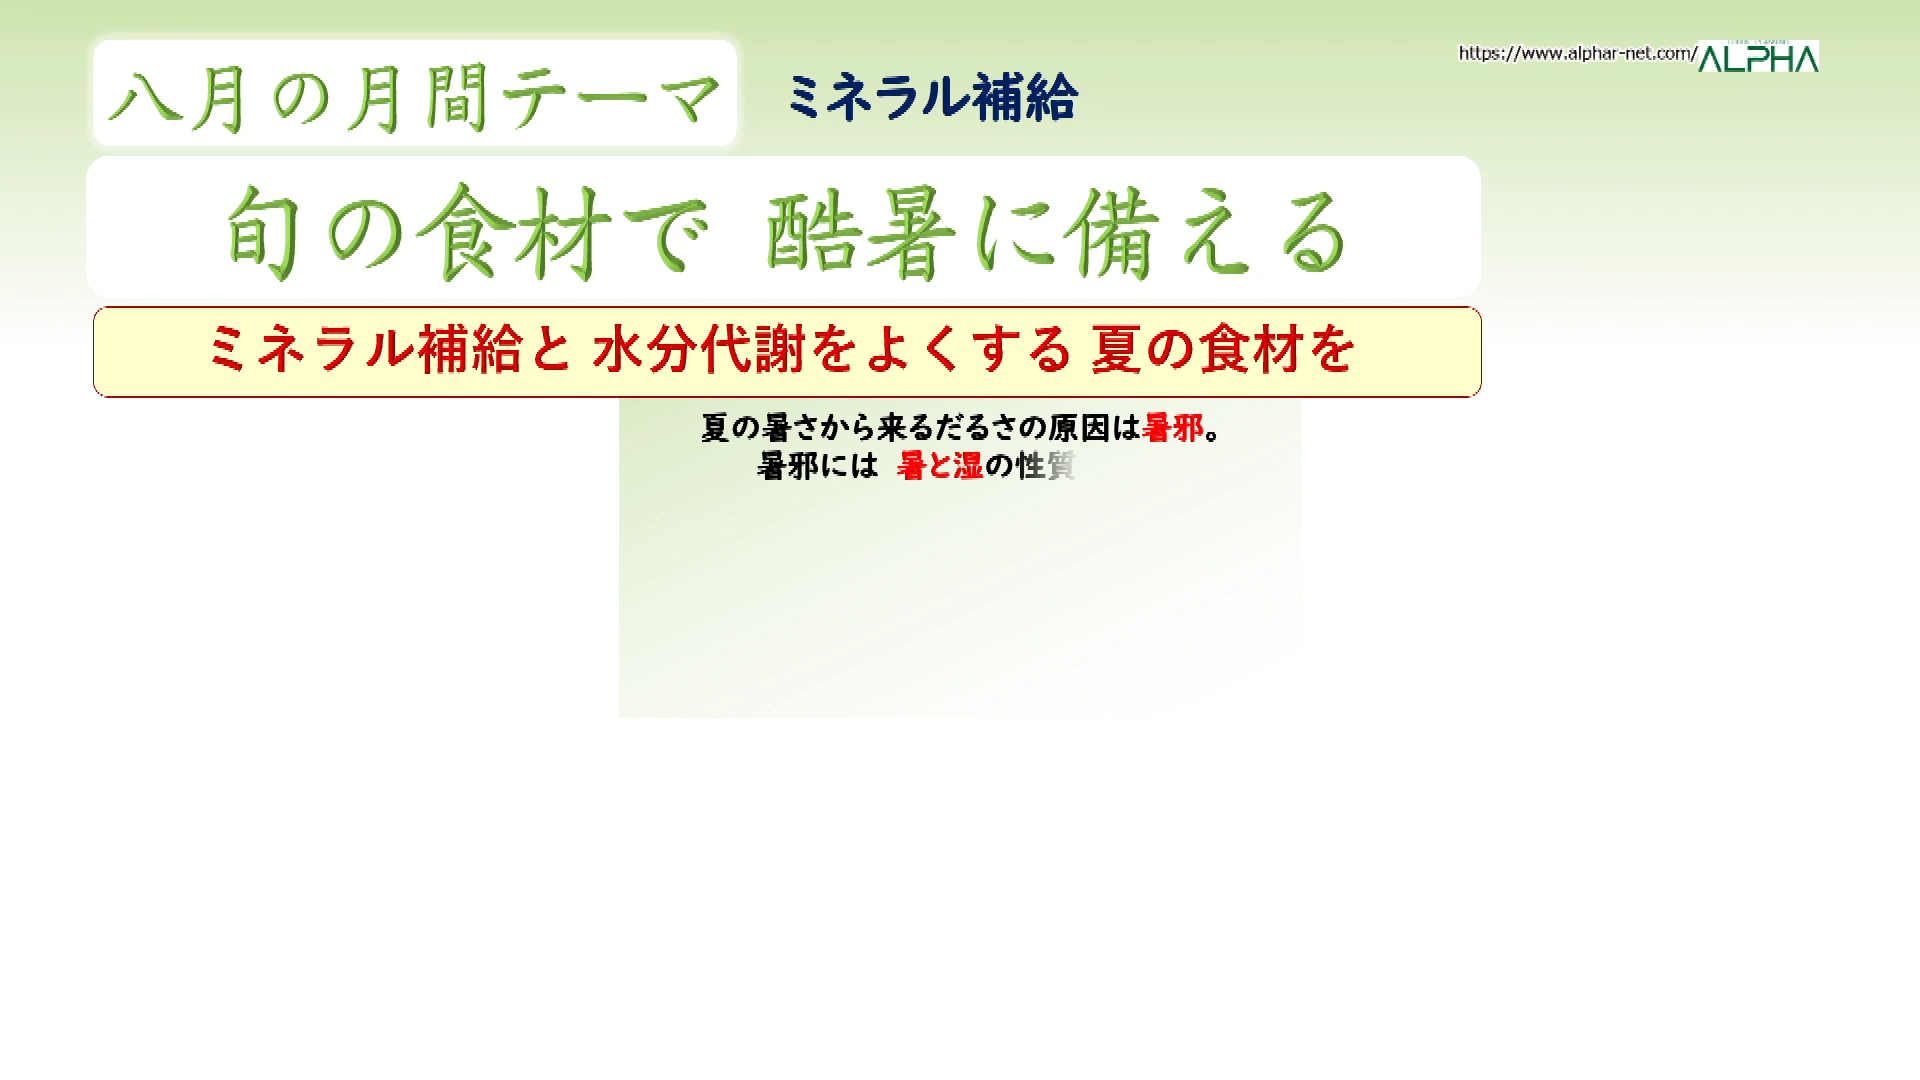 八月の月間テーマ ミネラル補給
https://www.alphar-net.com/ ALPHA
旬の食材で 酷暑に備える
ミネラル補給と 水分代謝をよくする 夏の食材を
夏の暑さから来るだるさの原因は暑邪。
暑邪には 暑と湿の性質